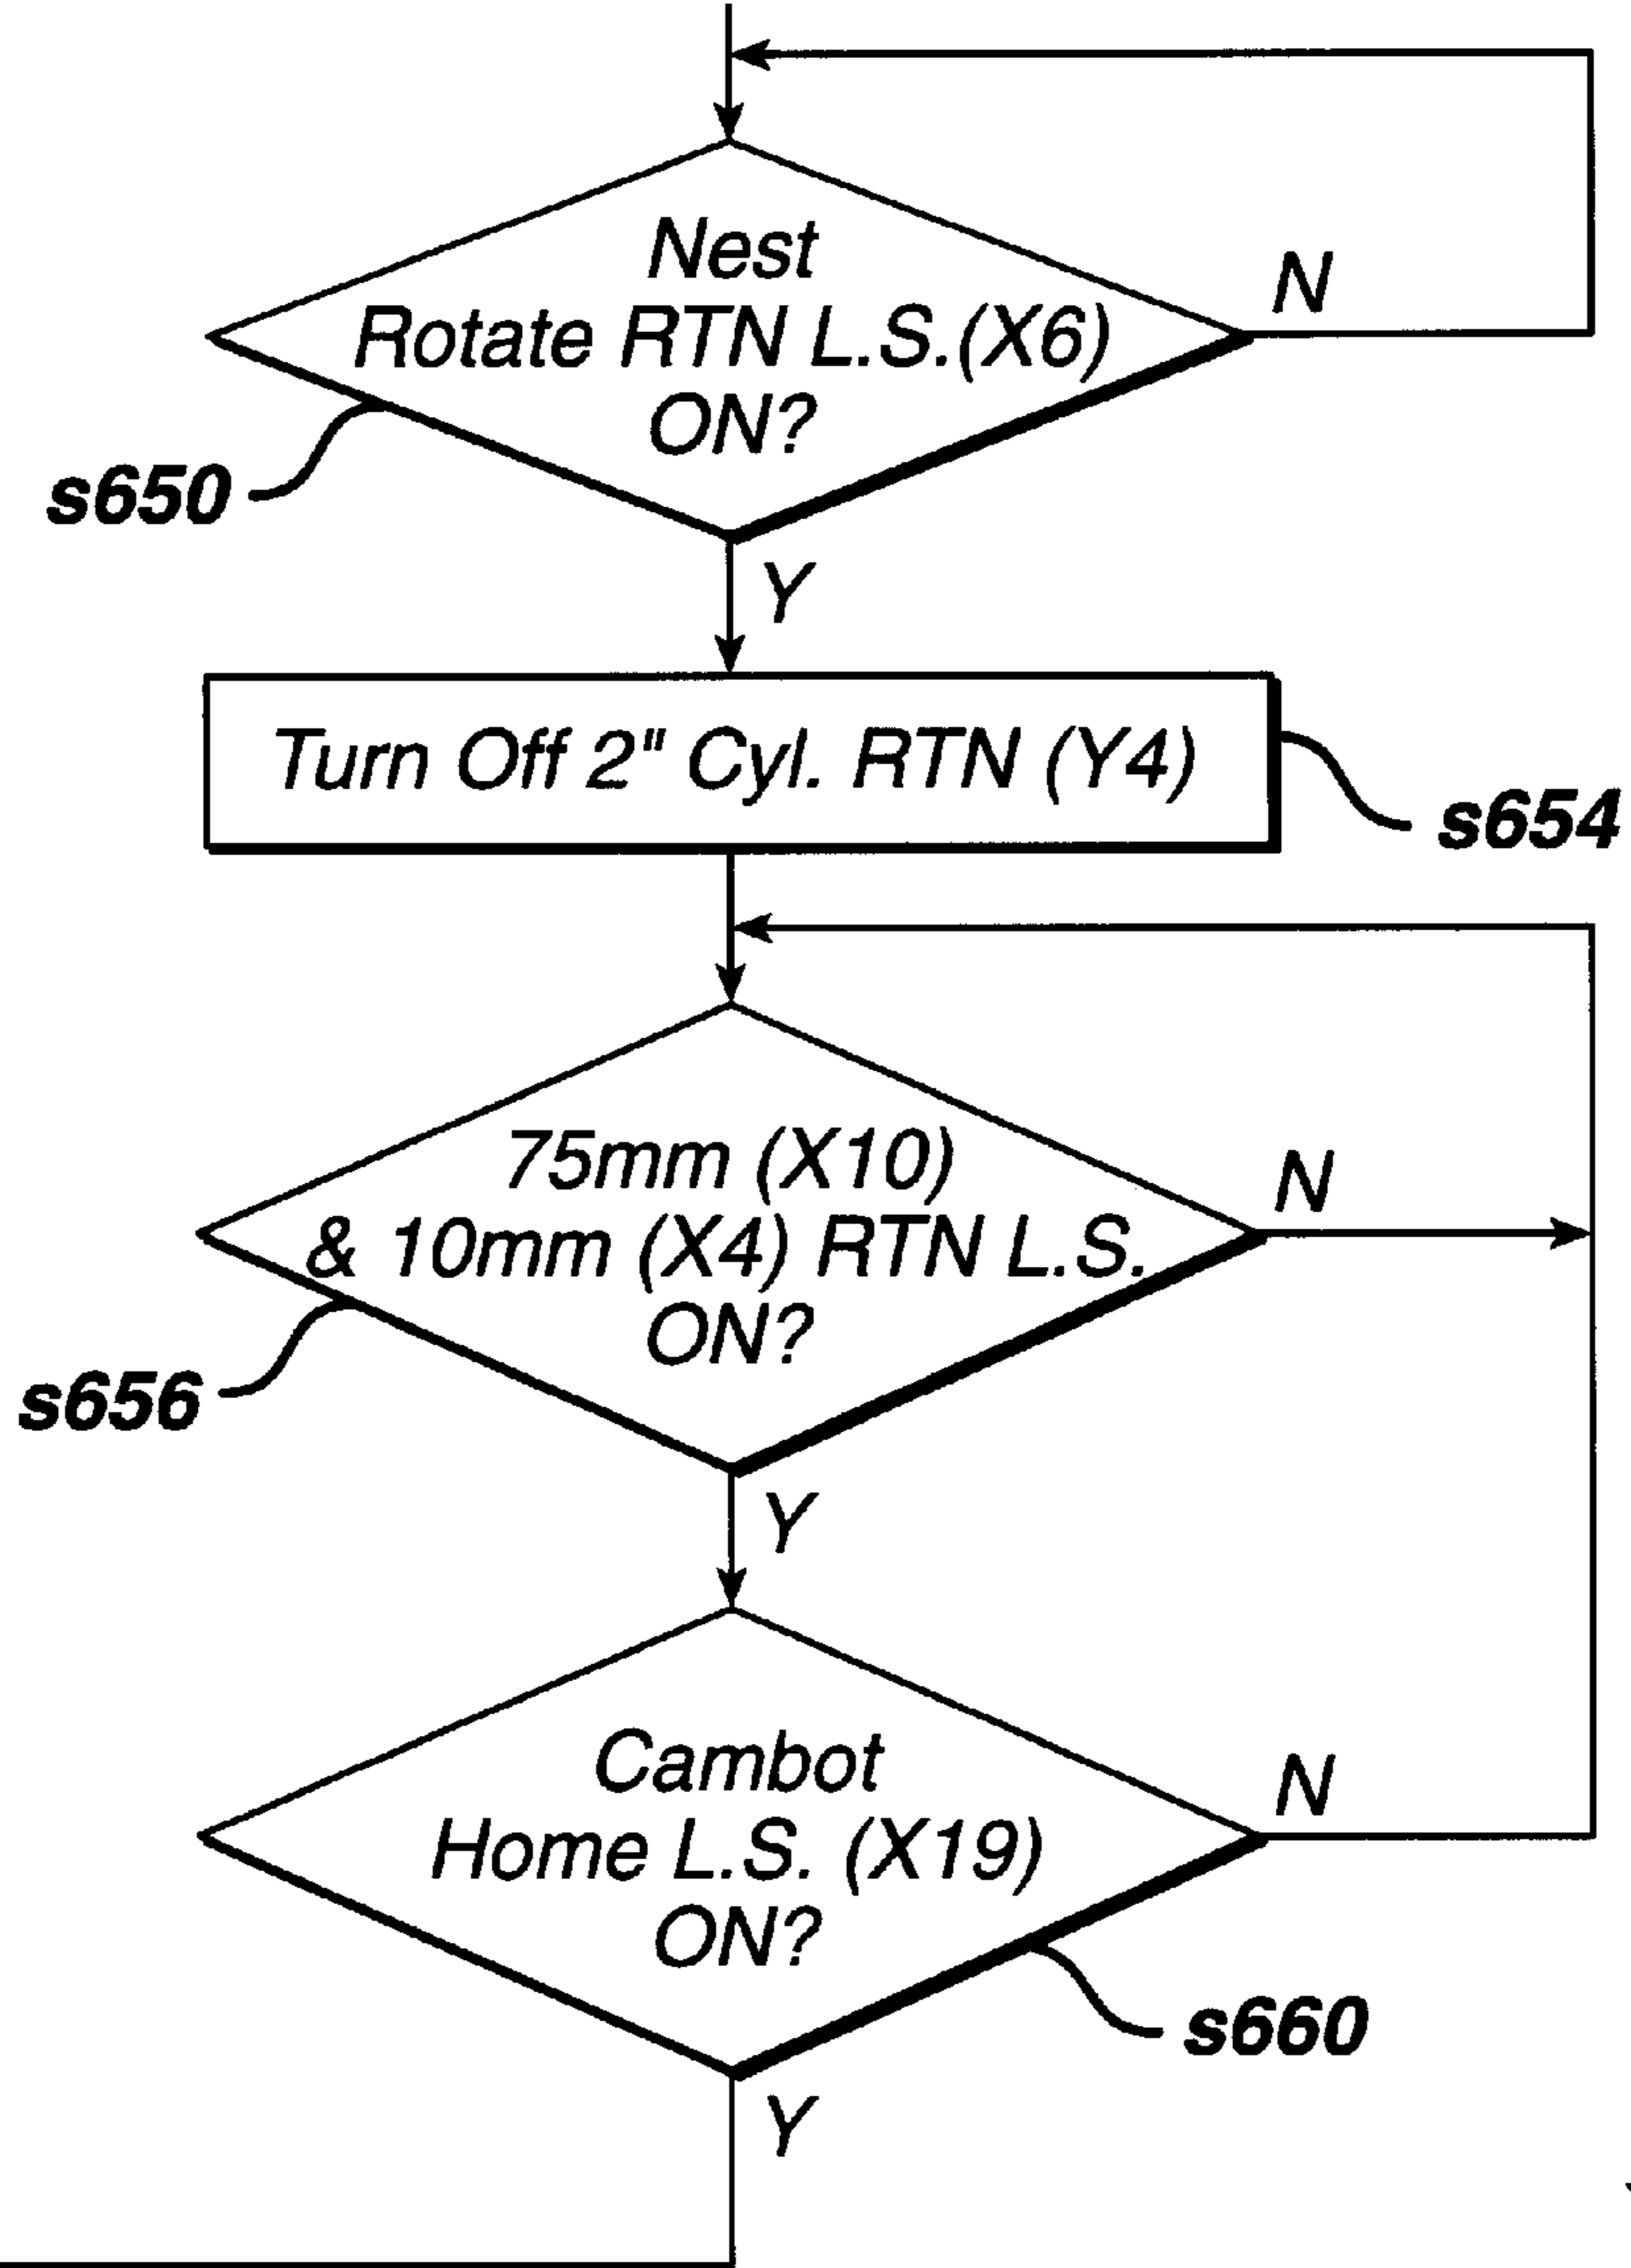 Nest
Rotate RTN L.S.(X6)
ON?
N
s650
Y
Turn Off 2" Cyl. RTN (Y4)
s654
75mm (X10)
& 10mm (X4) RTN L.S.
ON?
N
s656
Y
Cambot
Home L.S. (X19)
ON?
N
s660
Y